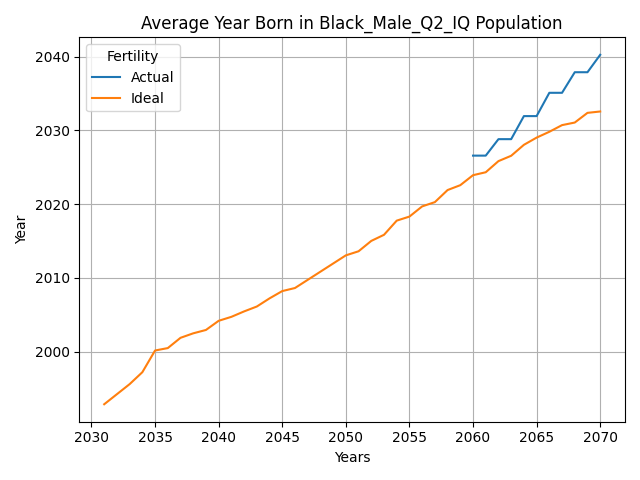 Average Year Born in Black_Male_Q2_IQ Population
Fertility
Actual
Ideal
2040
2030
2020
2010
2000
Year
2030 2035 2040 2045 2050 2055 2060 2065 2070
Years